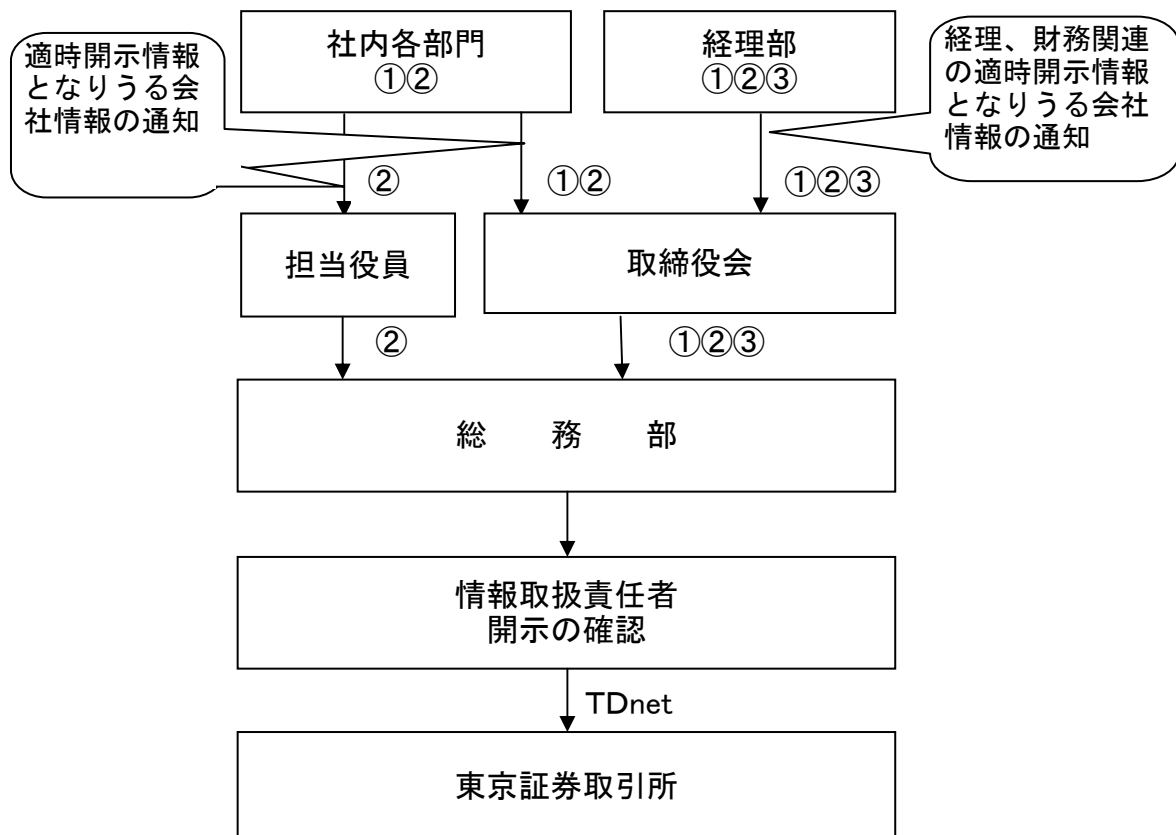 適時開示情報
となりうる会
社情報の通知
社内各部門
①②
経理部
①②③
経理、財務関連
の適時開示情報
となりうる会社
情報の通知
②
①②
①②③
担当役員
取締役会
②
①②③
総 務 部
情報取扱責任者
開示の確認
TDnet
東京証券取引所